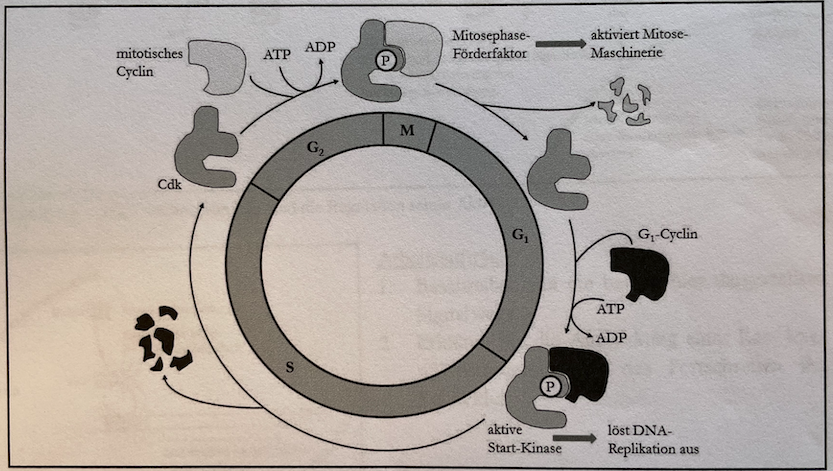 mitotisches
Cyclin
ATP
ADP
P
Mitosephase-
Förderfaktor
aktiviert Mitose-
Maschinerie
Cdk
G₂
M
G₁
S
G₁-Cyclin
ATP
ADP
P
aktive
Start-Kinase
löst DNA-
Replikation aus